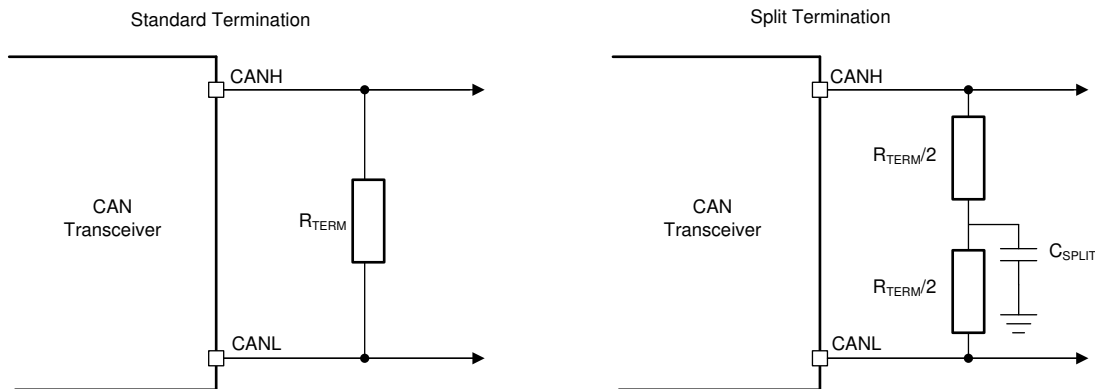 Standard Termination
CANH
CAN
Transceiver
RTERM
CANL
Split Termination
CANH
RTERM/2
CAN
Transceiver
CSPLIT
RTERM/2
CANL